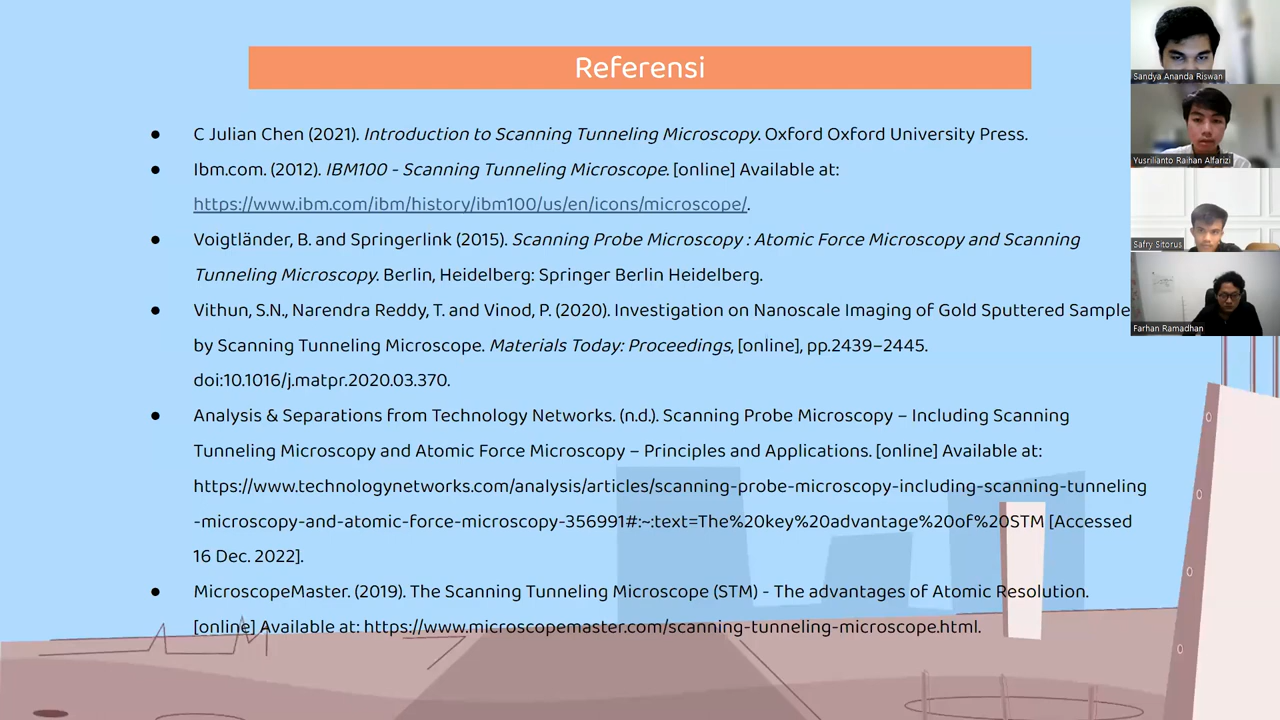 Referensi
● C Julian Chen (2021). Introduction to Scanning Tunneling Microscopy. Oxford Oxford University Press.
● Ibm.com. (2012). IBM100 - Scanning Tunneling Microscope. [online] Available at:
https://www.ibm.com/ibm/history/ibm100/us/en/icons/microscope/.
● Voigtländer, B. and Springerlink (2015). Scanning Probe Microscopy : Atomic Force Microscopy and Scanning
Tunneling Microscopy. Berlin, Heidelberg: Springer Berlin Heidelberg.
● Vithun, S.N., Narendra Reddy, T. and Vinod, P. (2020). Investigation on Nanoscale Imaging of Gold Sputtered Sample
by Scanning Tunneling Microscope. Materials Today: Proceedings, [online], pp.2439–2445.
doi:10.1016/j.matpr.2020.03.370.
● Analysis & Separations from Technology Networks. (n.d.). Scanning Probe Microscopy – Including Scanning
Tunneling Microscopy and Atomic Force Microscopy – Principles and Applications. [online] Available at:
https://www.technologynetworks.com/analysis/articles/scanning-probe-microscopy-including-scanning-tunneling
-microscopy-and-atomic-force-microscopy-356991#:~:text=The%20key%20advantage%20of%20STM [Accessed
16 Dec. 2022].
● MicroscopeMaster. (2019). The Scanning Tunneling Microscope (STM) - The advantages of Atomic Resolution.
[online] Available at: https://www.microscopemaster.com/scanning-tunneling-microscope.html.
Sandya Ananda Riswan
Yusrilianto Raihan Alfarizi
Safry Sitorus
Farhan Ramadhan